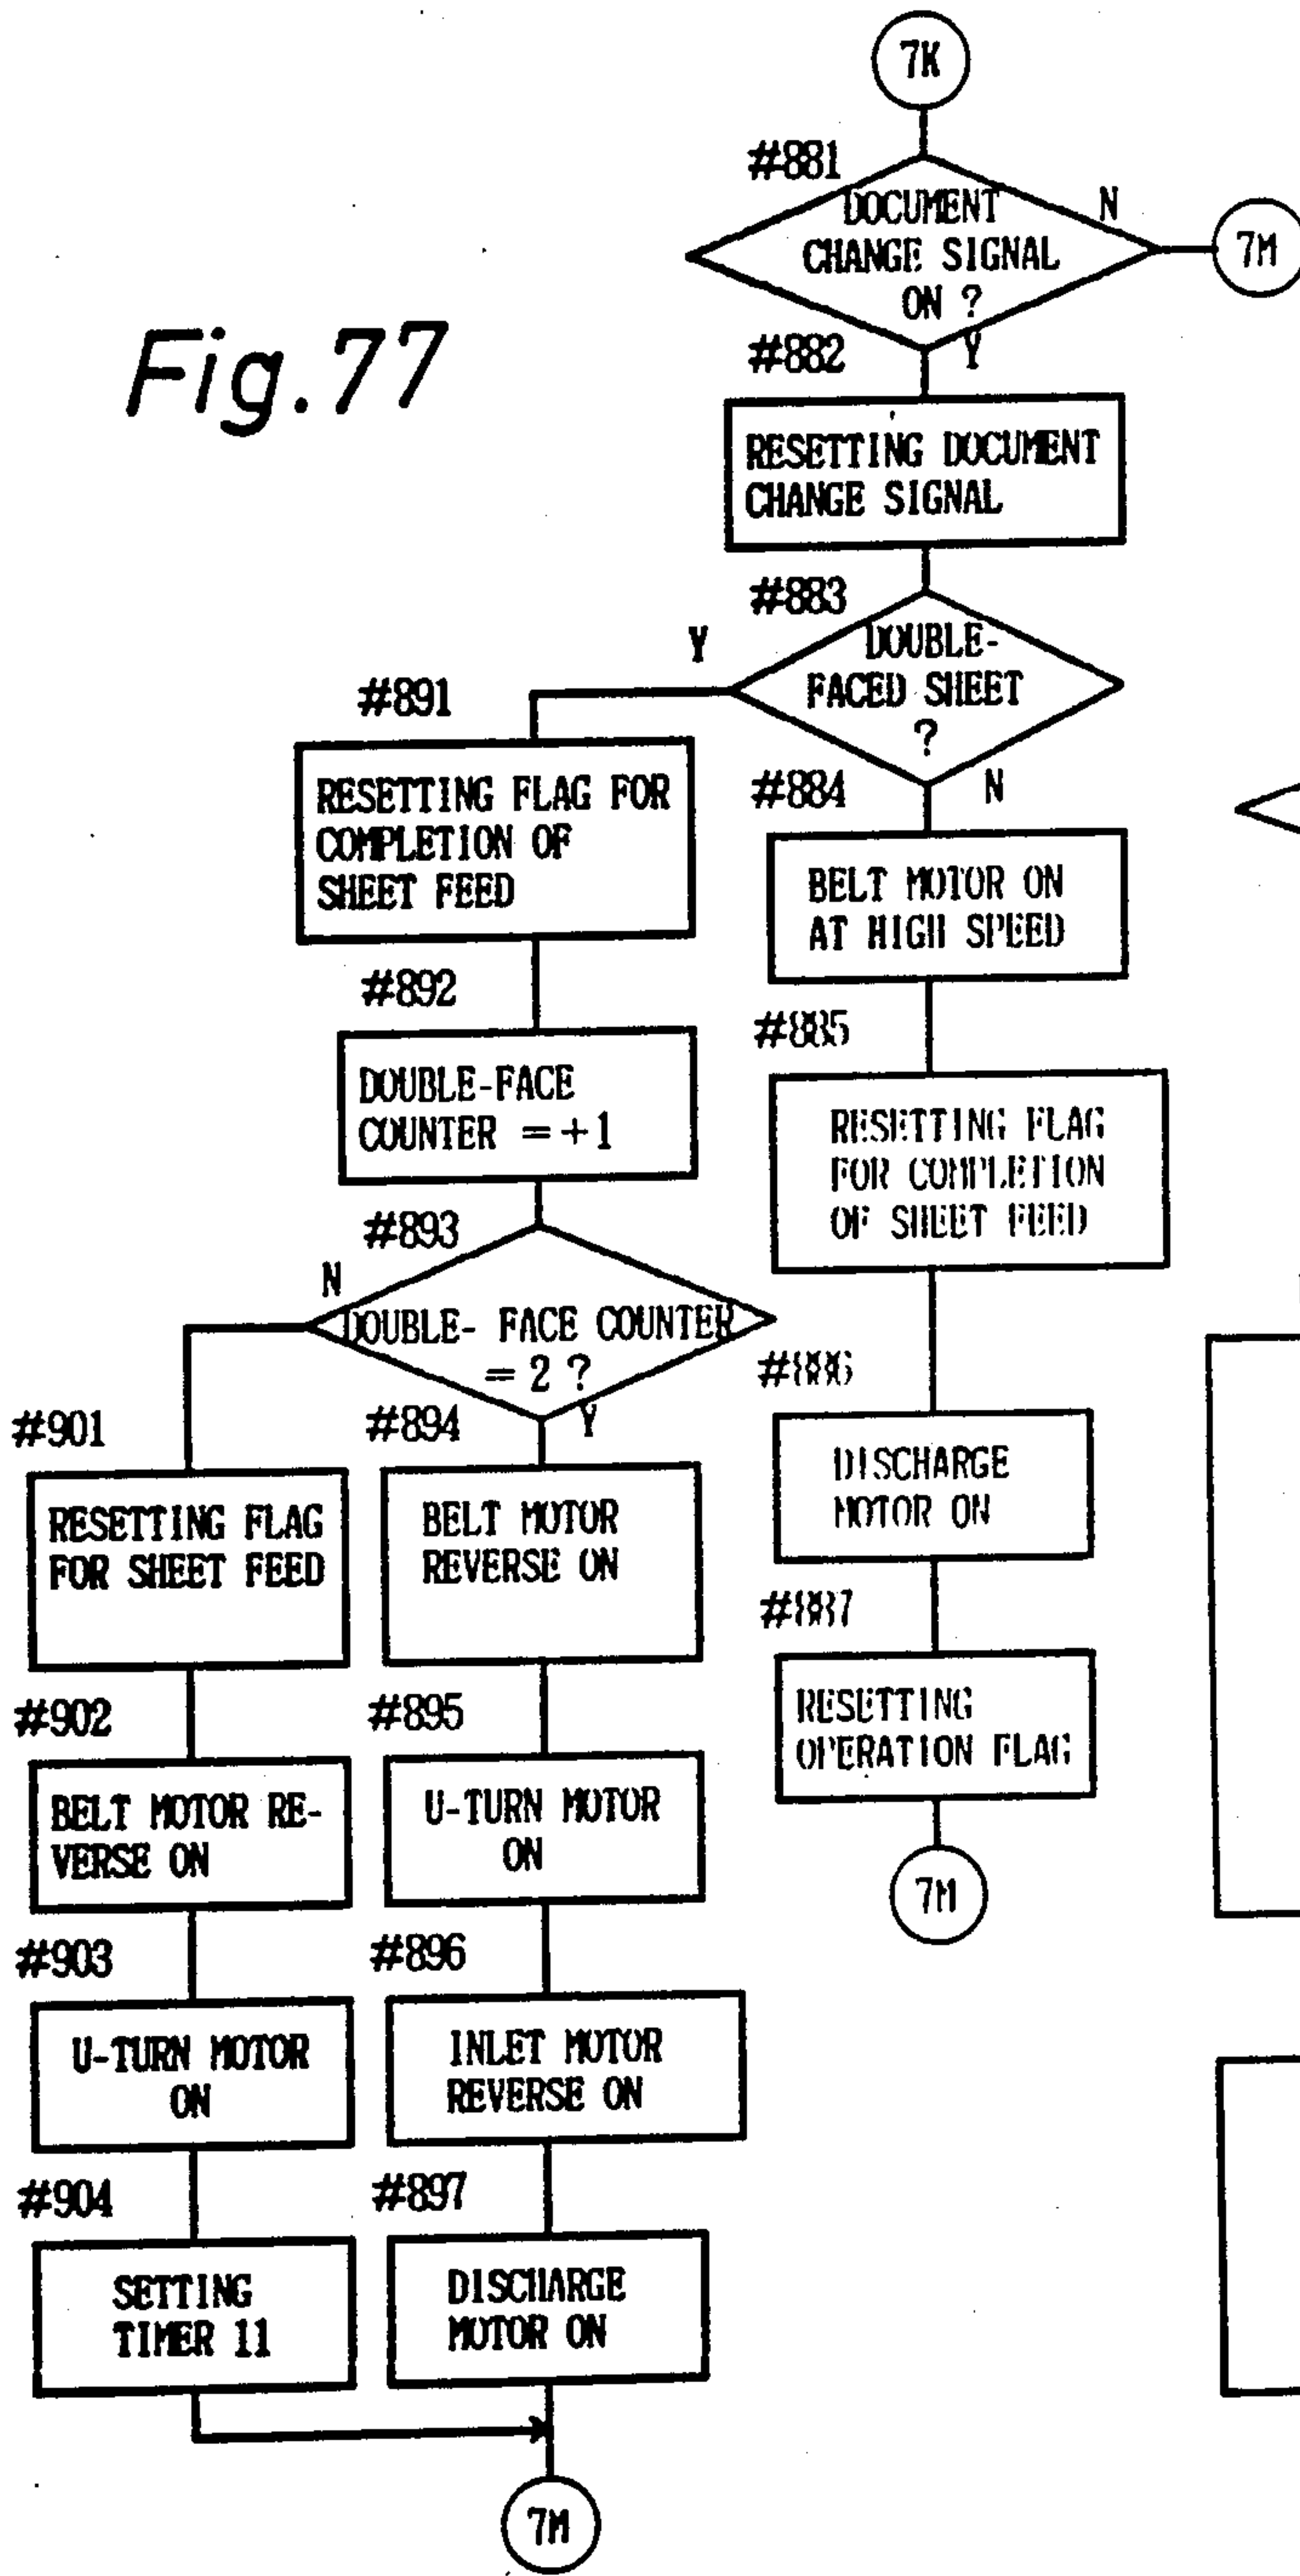 Fig.77
7K
#881
DOCUMENT
CHANGE SIGNAL
ON ?
N
7M
Y
#882
RESETTING DOCUMENT
CHANGE SIGNAL
#883
DOUBLE-
FACED SHEET
?
Y
N
#891
RESETTING FLAG FOR
COMPLETION OF
SHEET FEED
#892
DOUBLE-FACE
COUNTER =+1
#893
DOUBLE- FACE COUNTER
= 2 ?
N
Y
#901
RESETTING FLAG
FOR SHEET FEED
#902
BELT MOTOR RE-
VERSE ON
#903
U-TURN MOTOR
ON
#904
SETTING
TIMER 11
#894
BELT MOTOR
REVERSE ON
#895
U-TURN MOTOR
ON
#896
INLET MOTOR
REVERSE ON
#897
DISCHARGE
MOTOR ON
7M
#884
BELT MOTOR ON
AT HIGH SPEED
#885
RESETTING FLAG
FOR COMPLETION
OF SHEET FEED
#886
DISCHARGE
MOTOR ON
#887
RESETTING
OPERATION FLAG
7M